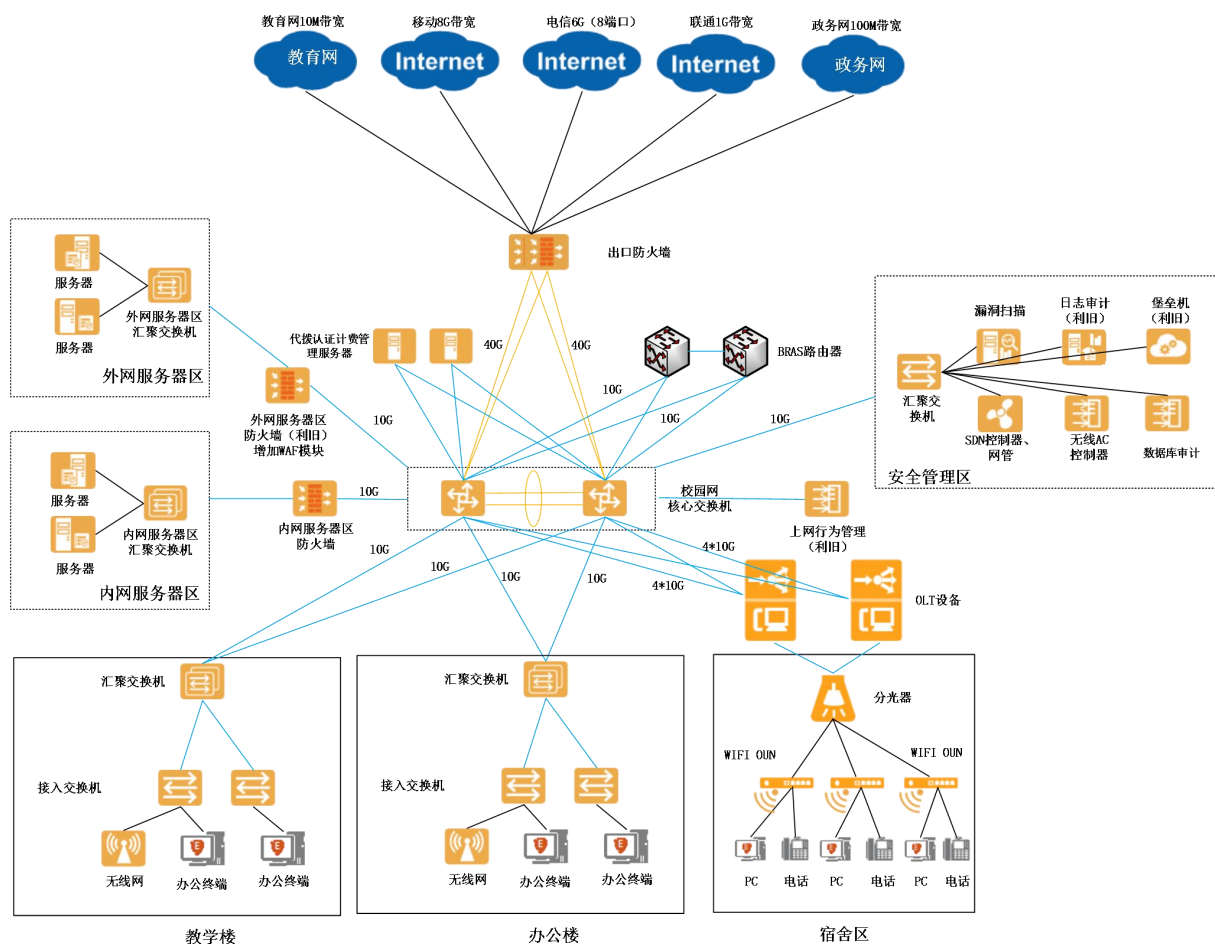 教育网10M带宽
移动8G带宽
电信6G（8端口）
联通1G带宽
政务网100M带宽
教育网
Internet
Internet
Internet
政务网
出口防火墙
服务器
服务器
外网服务器区
汇聚交换机
外网服务器区
外网服务器区
防火墙（利旧）
增加WAF模块
10G
代拨认证计费
管理服务器
40G
40G
BRAS路由器
10G
10G
10G
漏洞扫描
日志审计
（利旧）
堡垒机
（利旧）
汇聚交
换机
SDN控制器、
网管
无线AC
控制器
数据库审计
安全管理区
服务器
服务器
内网服务器区
汇聚交换机
内网服务器区
内网服务器区
防火墙
10G
校园网
核心交换机
上网行为管理
（利旧）
10G
10G
10G
10G
4*10G
4*10G
OLT设备
汇聚交换机
接入交换机
无线网
办公终端
办公终端
教学楼
汇聚交换机
接入交换机
无线网
办公终端
办公终端
办公楼
分光器
WIFI OUN
WIFI OUN
PC
电话
PC
电话
PC
电话
宿舍区